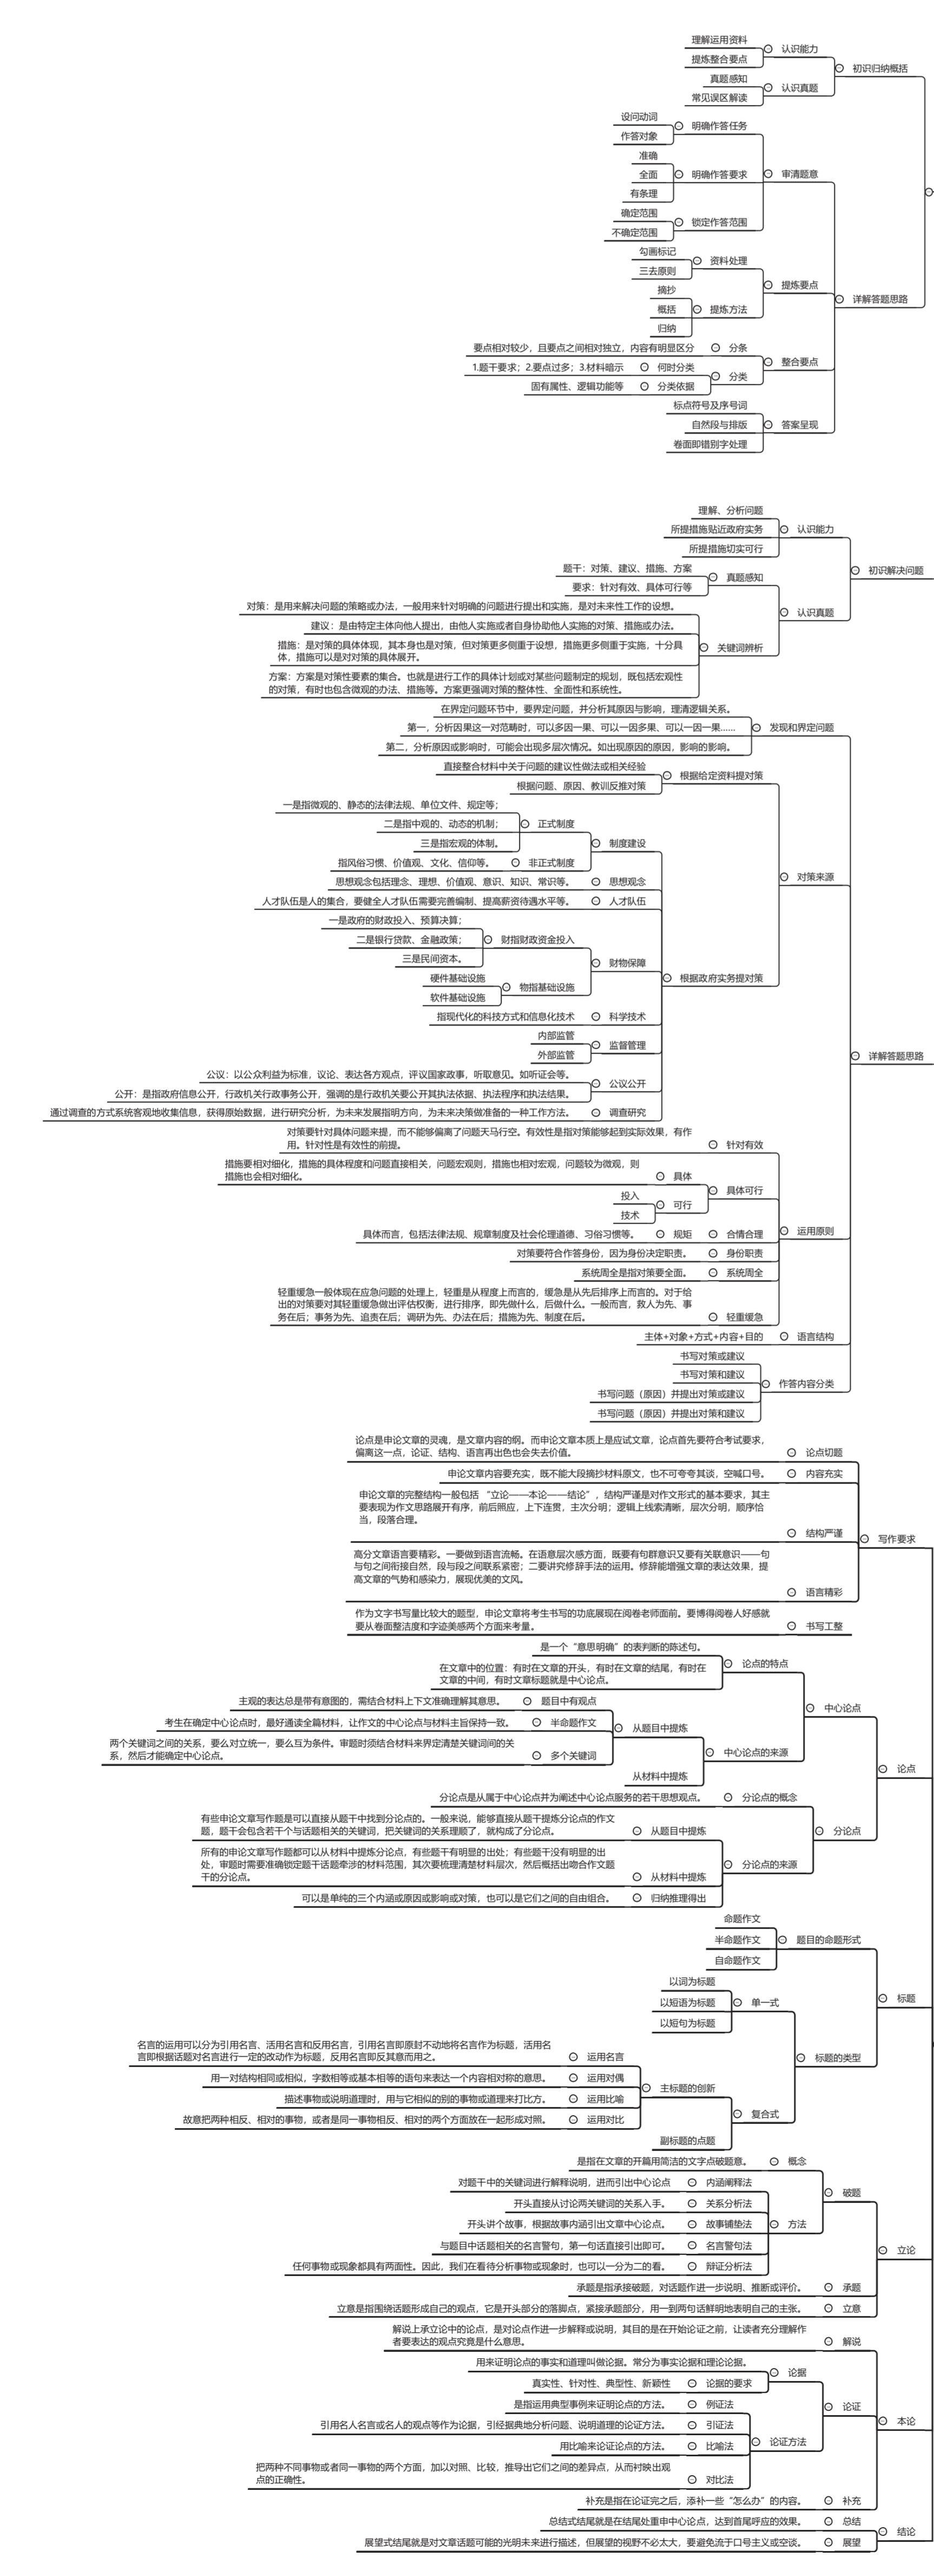 理解运用资料
认识能力
提炼整合要点
初识归纳概括
真题感知
认识真题
常见误区解读
设问动词
明确作答任务
作答对象
准确
全面
明确作答要求
审清题意
有条理
确定范围
锁定作答范围
不确定范围
勾画标记
资料处理
三去原则
提炼要点
摘抄
详解答题思路
概括
提炼方法
归纳
要点相对较少，且要点之间相对独立，内容有明显区分
分条
整合要点
1.题干要求；2.要点过多；3.材料暗示
何时分类
分类
固有属性、逻辑功能等
分类依据
标点符号及序号词
自然段与排版
答案呈现
卷面即错别字处理
理解、分析问题
所提措施贴近政府实务
认识能力
所提措施切实可行
初识解决问题
题干：对策、建议、措施、方案
真题感知
要求：针对有效、具体可行等
对策：是用来解决问题的策略或办法，一般用来针对明确的问题进行提出和实施，是对未来性工作的设想。
认识真题
建议：是由特定主体向他人提出，由他人实施或者自身协助他人实施的对策、措施或办法。
措施：是对策的具体体现，其本身也是对策，但对策更多侧重于设想，措施更多侧重于实施，十分具
体，措施可以是对对策的具体展开。
关键词辨析
方案：方案是对策性要素的集合。也就是进行工作的具体计划或对某些问题制定的规划，既包括宏观性
的对策，有时也包含微观的办法、措施等。方案更强调对策的整体性、全面性和系统性。
在界定问题环节中，要界定问题，并分析其原因与影响，理清逻辑关系。
第一，分析因果这一对范畴时，可以多因一果、可以一因多果、可以一因一果……
发现和界定问题
第二，分析原因或影响时，可能会出现多层次情况。如出现原因的原因，影响的影响。
直接整合材料中关于问题的建议性做法或相关经验
根据给定资料提对策
根据问题、原因、教训反推对策
一是指微观的、静态的法律法规、单位文件、规定等；
二是指中观的、动态的机制；
正式制度
三是指宏观的体制。
制度建设
指风俗习惯、价值观、文化、信仰等。
非正式制度
对策来源
思想观念包括理念、理想、价值观、意识、知识、常识等。
思想观念
人才队伍是人的集合，要健全人才队伍需要完善编制、提高薪资待遇水平等。
人才队伍
一是政府的财政投入、预算决算；
二是银行贷款、金融政策；
财指财政资金投入
三是民间资本。
财物保障
硬件基础设施
物指基础设施
软件基础设施
根据政府实务提对策
指现代化的科技方式和信息化技术
科学技术
内部监管
监督管理
外部监管
详解答题思路
公议：以公众利益为标准，议论、表达各方观点，评议国家政事，听取意见。如听证会等。
公议公开
公开：是指政府信息公开，行政机关行政事务公开，强调的是行政机关要公开其执法依据、执法程序和执法结果。
通过调查的方式系统客观地收集信息，获得原始数据，进行研究分析，为未来发展指明方向，为未来决策做准备的一种工作方法。
调查研究
对策要针对具体问题来提，而不能够偏离了问题天马行空。有效性是指对策能够起到实际效果，有作
用。针对性是有效性的前提。
针对有效
措施要相对细化，措施的具体程度和问题直接相关，问题宏观则，措施也相对宏观，问题较为微观，则
措施也会相对细化。
具体
具体可行
投入
可行
技术
运用原则
具体而言，包括法律法规、规章制度及社会伦理道德、习俗习惯等。
规矩
合情合理
对策要符合作答身份，因为身份决定职责。
身份职责
系统周全是指对策要全面。
系统周全
轻重缓急一般体现在应急问题的处理上，轻重是从程度上而言的，缓急是从先后排序上而言的。对于给
出的对策要对其轻重缓急做出评估权衡，进行排序，即先做什么，后做什么。一般而言，救人为先、事
务在后；事务为先、追责在后；调研为先、办法在后；措施为先、制度在后。
轻重缓急
主体+对象+方式+内容+目的
语言结构
书写对策或建议
书写对策和建议
作答内容分类
书写问题（原因）并提出对策或建议
书写问题（原因）并提出对策和建议
论点是申论文章的灵魂，是文章内容的纲。而申论文章本质上是应试文章，论点首先要符合考试要求，
偏离这一点，论证、结构、语言再出色也会失去价值。
论点切题
申论文章内容要充实，既不能大段摘抄材料原文，也不可夸夸其谈，空喊口号。
内容充实
申论文章的完整结构一般包括“立论——本论——结论”，结构严谨是对作文形式的基本要求，其主
要表现为作文思路展开有序，前后照应，上下连贯，主次分明；逻辑上线索清晰，层次分明，顺序恰
当，段落合理。
结构严谨
写作要求
高分文章语言要精彩。一要做到语言流畅。在语意层次感方面，既要有句群意识又要有关联意识——句
与句之间衔接自然，段与段之间联系紧密；二要讲究修辞手法的运用。修辞能增强文章的表达效果，提
高文章的气势和感染力，展现优美的文风。
语言精彩
作为文字书写量比较大的题型，申论文章将考生书写的功底展现在阅卷老师面前。要博得阅卷人好感就
要从卷面整洁度和字迹美感两个方面来考量。
书写工整
是一个“意思明确”的表判断的陈述句。
论点的特点
在文章中的位置：有时在文章的开头，有时在文章的结尾，有时在
文章的中间，有时文章标题就是中心论点。
主观的表达总是带有意图的，需结合材料上下文准确理解其意思。
题目中有观点
中心论点
考生在确定中心论点时，最好通读全篇材料，让作文的中心论点与材料主旨保持一致。
半命题作文
从题目中提炼
两个关键词之间的关系，要么对立统一，要么互为条件。审题时须结合材料来界定清楚关键词间的关
系，然后才能确定中心论点。
多个关键词
中心论点的来源
从材料中提炼
论点
分论点是从属于中心论点并为阐述中心论点服务的若干思想观点。
分论点的概念
有些申论文章写作题是可以直接从题干中找到分论点的。一般来说，能够直接从题干提炼分论点的作文
题，题干会包含若干个与话题相关的关键词，把关键词的关系理顺了，就构成了分论点。
从题目中提炼
分论点
所有的申论文章写作题都可以从材料中提炼分论点，有些题干有明显的出处；有些题干没有明显的出
处，审题时需要准确锁定题干话题牵涉的材料范围，其次要梳理清楚材料层次，然后概括出吻合作文题
干的分论点。
从材料中提炼
分论点的来源
可以是单纯的三个内涵或原因或影响或对策，也可以是它们之间的自由组合。
归纳推理得出
命题作文
半命题作文
题目的命题形式
自命题作文
以词为标题
以短语为标题
单一式
以短句为标题
标题
名言的运用可以分为引用名言、活用名言和反用名言，引用名言即原封不动地将名言作为标题，活用名
言即根据话题对名言进行一定的改动作为标题，反用名言即反其意而用之。
运用名言
标题的类型
用一对结构相同或相似，字数相等或基本相等的语句来表达一个内容相对称的意思。
运用对偶
主标题的创新
描述事物或说明道理时，用与它相似的别的事物或道理来打比方。
运用比喻
故意把两种相反、相对的事物，或者是同一事物相反、相对的两个方面放在一起形成对照。
运用对比
复合式
副标题的点题
是指在文章的开篇用简洁的文字点破题意。
概念
对题干中的关键词进行解释说明，进而引出中心论点
内涵阐释法
破题
开头直接从讨论两关键词的关系入手。
关系分析法
开头讲个故事，根据故事内涵引出文章中心论点。
故事铺垫法
方法
与题目中话题相关的名言警句，第一句话直接引出即可。
名言警句法
立论
任何事物或现象都具有两面性。因此，我们在看待分析事物或现象时，也可以一分为二的看。
辩证分析法
承题是指承接破题，对话题作进一步说明、推断或评价。
承题
立意是指围绕话题形成自己的观点，它是开头部分的落脚点，紧接承题部分，用一到两句话鲜明地表明自己的主张。
立意
解说上承立论中的论点，是对论点作进一步解释或说明，其目的是在开始论证之前，让读者充分理解作
者要表达的观点究竟是什么意思。
解说
用来证明论点的事实和道理叫做论据。常分为事实论据和理论论据。
论据
真实性、针对性、典型性、新颖性
论据的要求
是指运用典型事例来证明论点的方法。
例证法
论证
引用名人名言或名人的观点等作为论据，引经据典地分析问题、说明道理的论证方法。
引证法
本论
用比喻来论证论点的方法。
比喻法
论证方法
把两种不同事物或者同一事物的两个方面，加以对照、比较，推导出它们之间的差异点，从而衬映出观
点的正确性。
对比法
补充是指在论证完之后，添补一些“怎么办”的内容。
补充
总结式结尾就是在结尾处重申中心论点，达到首尾呼应的效果。
总结
结论
展望式结尾就是对文章话题可能的光明未来进行描述，但展望的视野不必太大，要避免流于口号主义或空谈。
展望